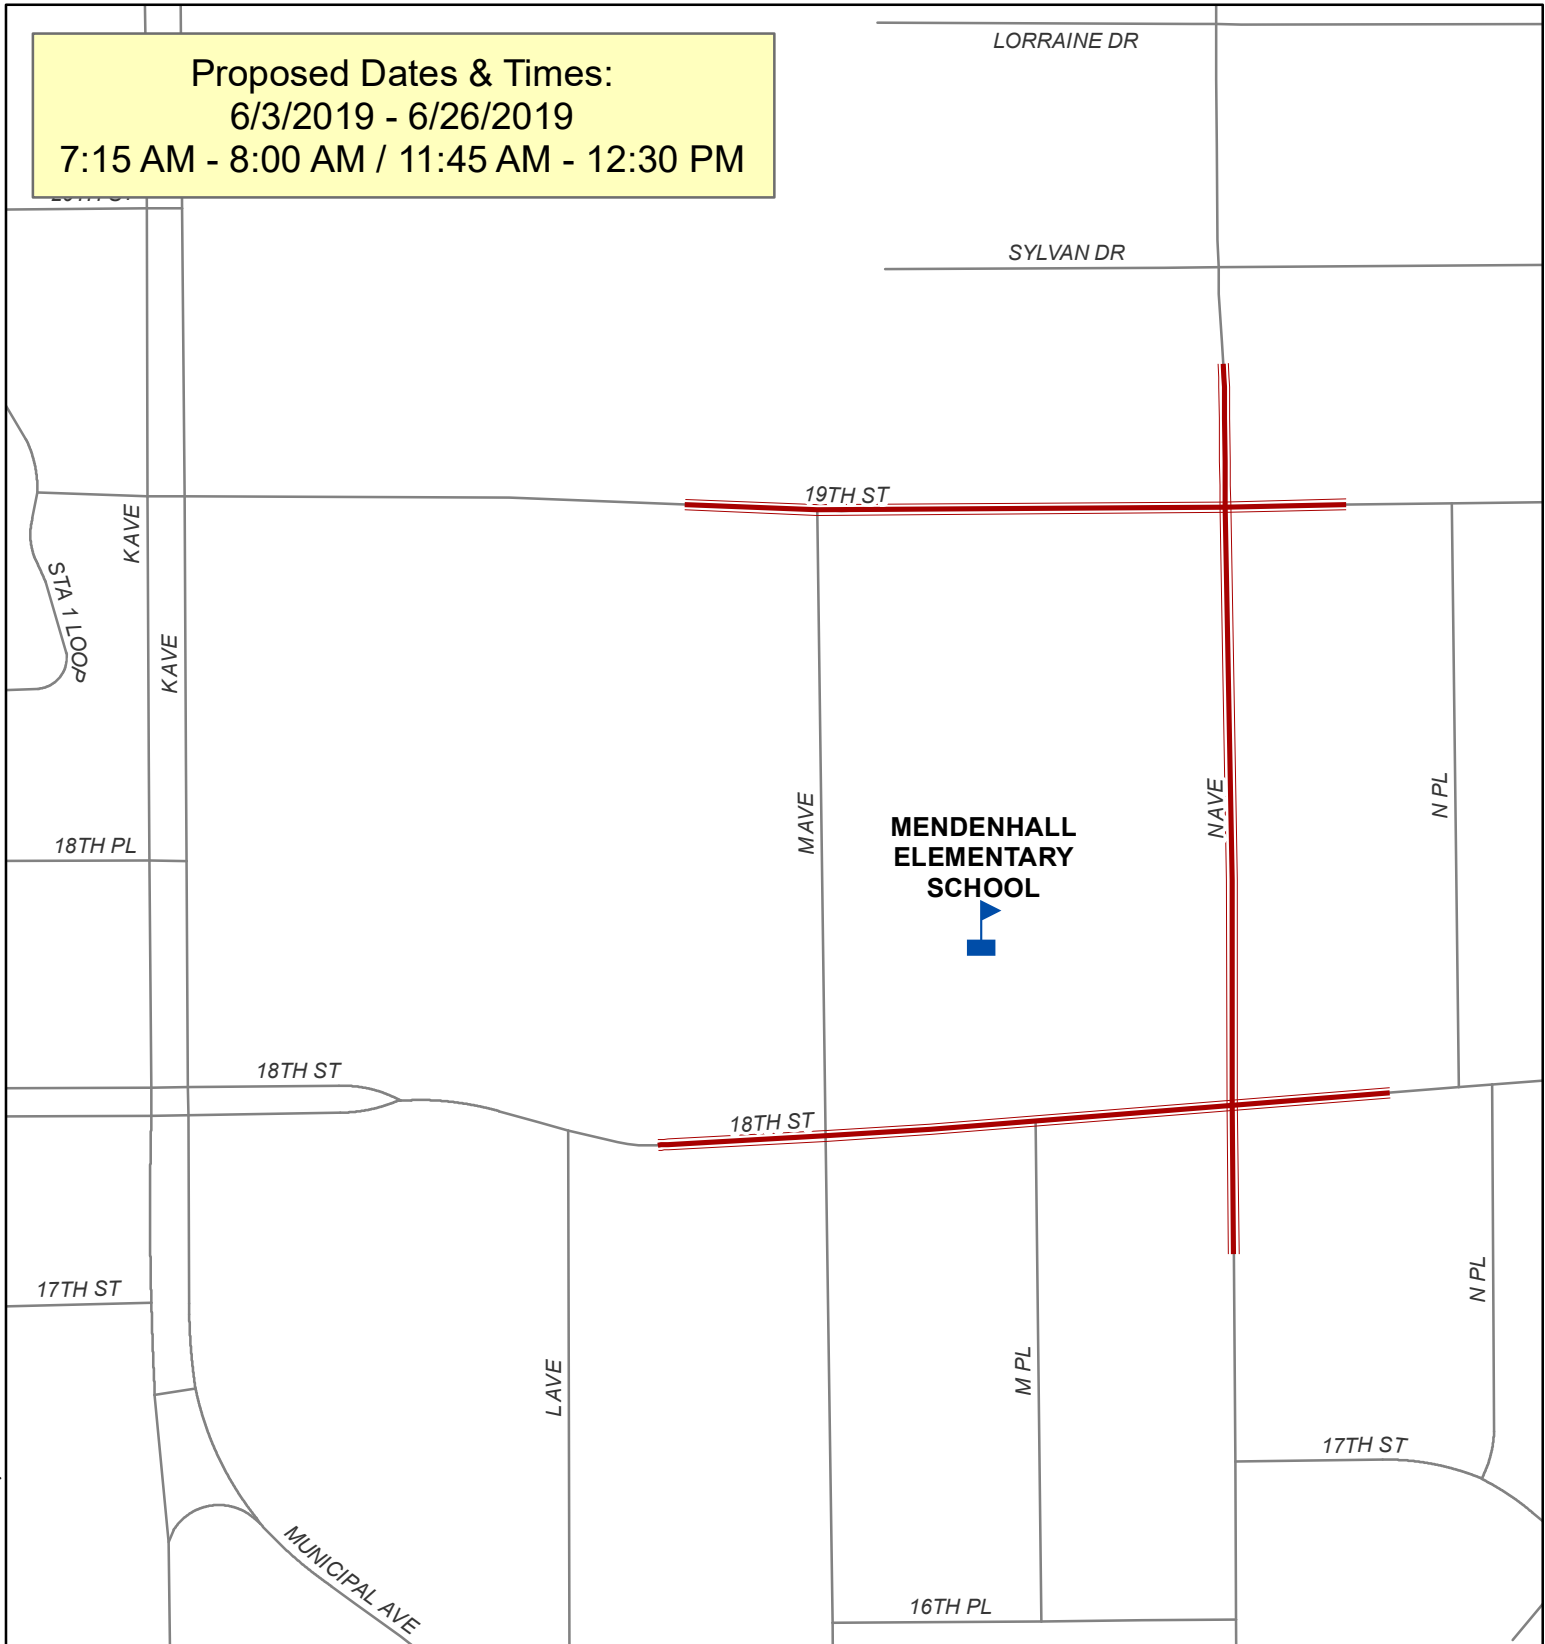 Proposed Dates & Times:
6/3/2019 - 6/26/2019
7:15 AM - 8:00 AM / 11:45 AM - 12:30 PM
LORRAINE DR
SYLVAN DR
19TH ST
K AVE
STA 1 LOOP
K AVE
M AVE
N AVE
N PL
MENDENHALL
ELEMENTARY
SCHOOL
18TH PL
18TH ST
18TH ST
17TH ST
N PL
L AVE
M PL
17TH ST
MUNICIPAL AVE
16TH PL